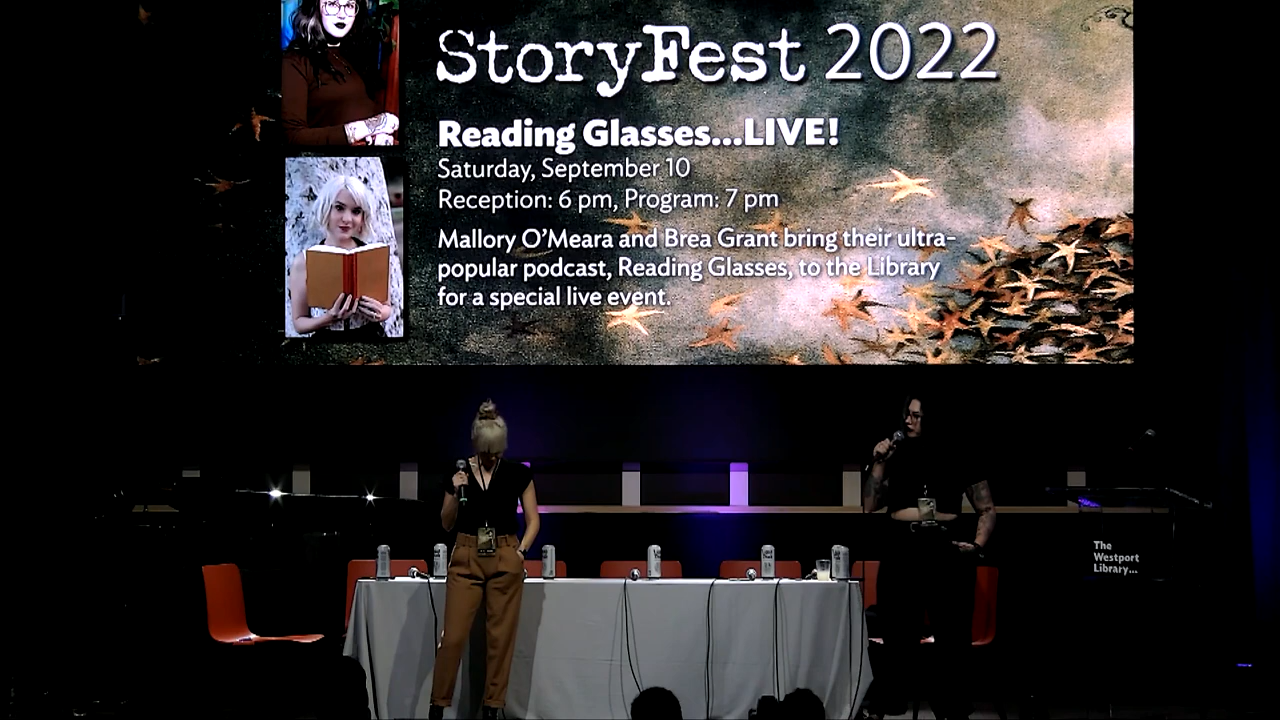 StoryFest 2022
Reading Glasses...LIVE!
Saturday, September 10
Reception: 6 pm, Program: 7 pm
Mallory O'Meara and Brea Grant bring their ultra-
popular podcast, Reading Glasses, to the Library
for a special live event.
The
Westport
Library...